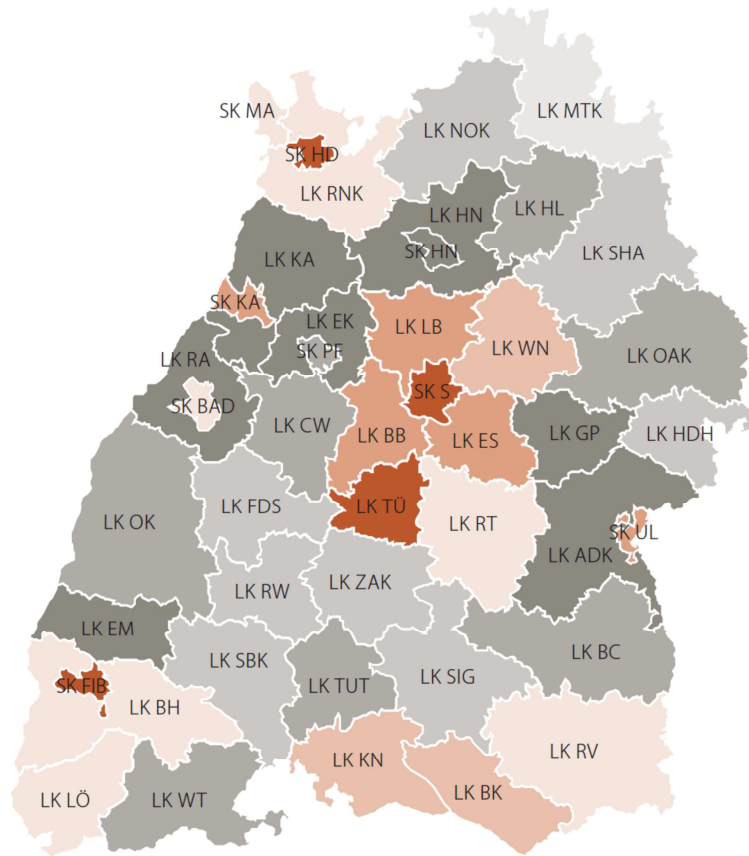 LK MTK
SK MA
LK NOK
SK HD
LK RNK
LK HN
LK HL
SK HN
LK SHA
LK KA
SK KA
LK EK
LK LB
LK WN
SK PF
LK RA
LK OAK
SK S
SK BAD
LK CW
LK BB
LK ES
LK GP
LK HDH
LK FDS
LK TÜ
LK OK
LK RT
SK UL
LK ADK
LK RW
LK ZAK
LK EM
LK SBK
LK BC
LK SIG
SK FIB
LK TUT
LK BH
LK RV
LK KN
LK BK
LK LÖ
LK WT